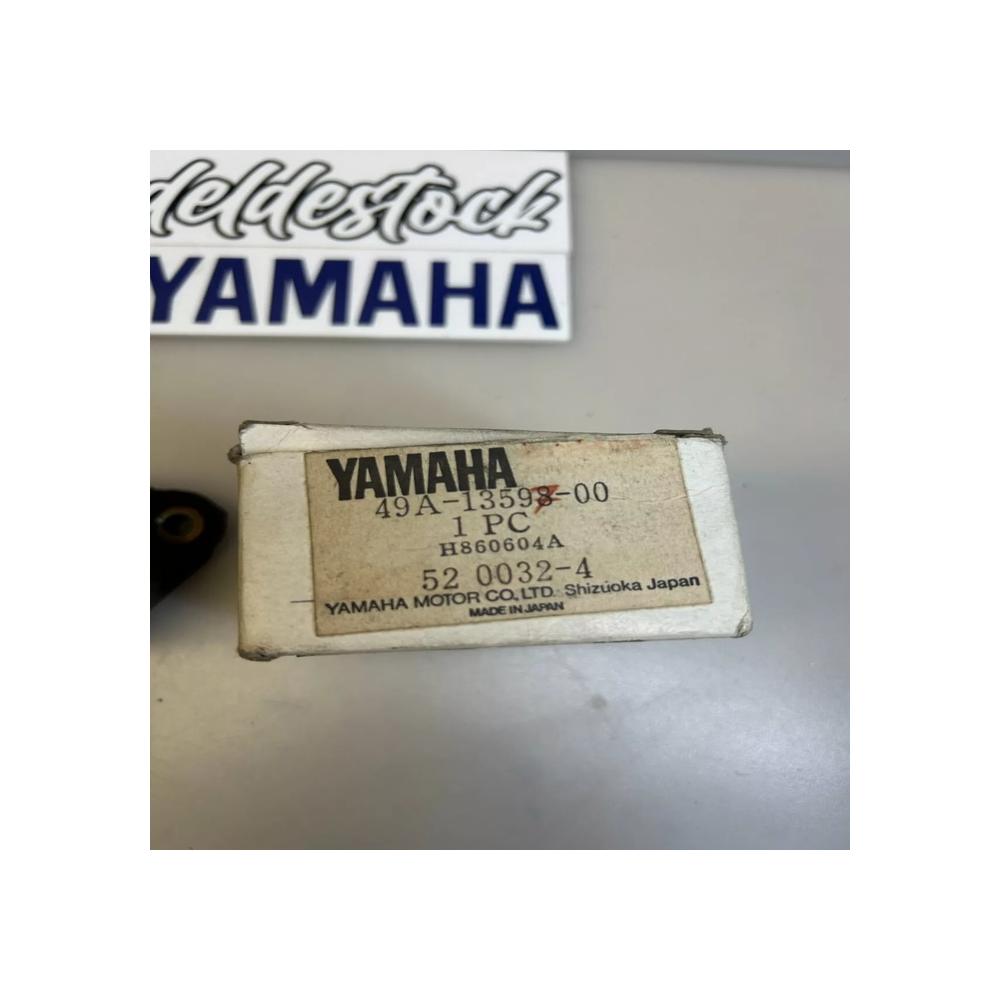 deldestock
YAMAHA
YAMAHA
49A-13598-00
1 PC
H860604A
52 0032-4
YAMAHA MOTOR CO., LTD. Shizuoka Japan
MADE IN JAPAN